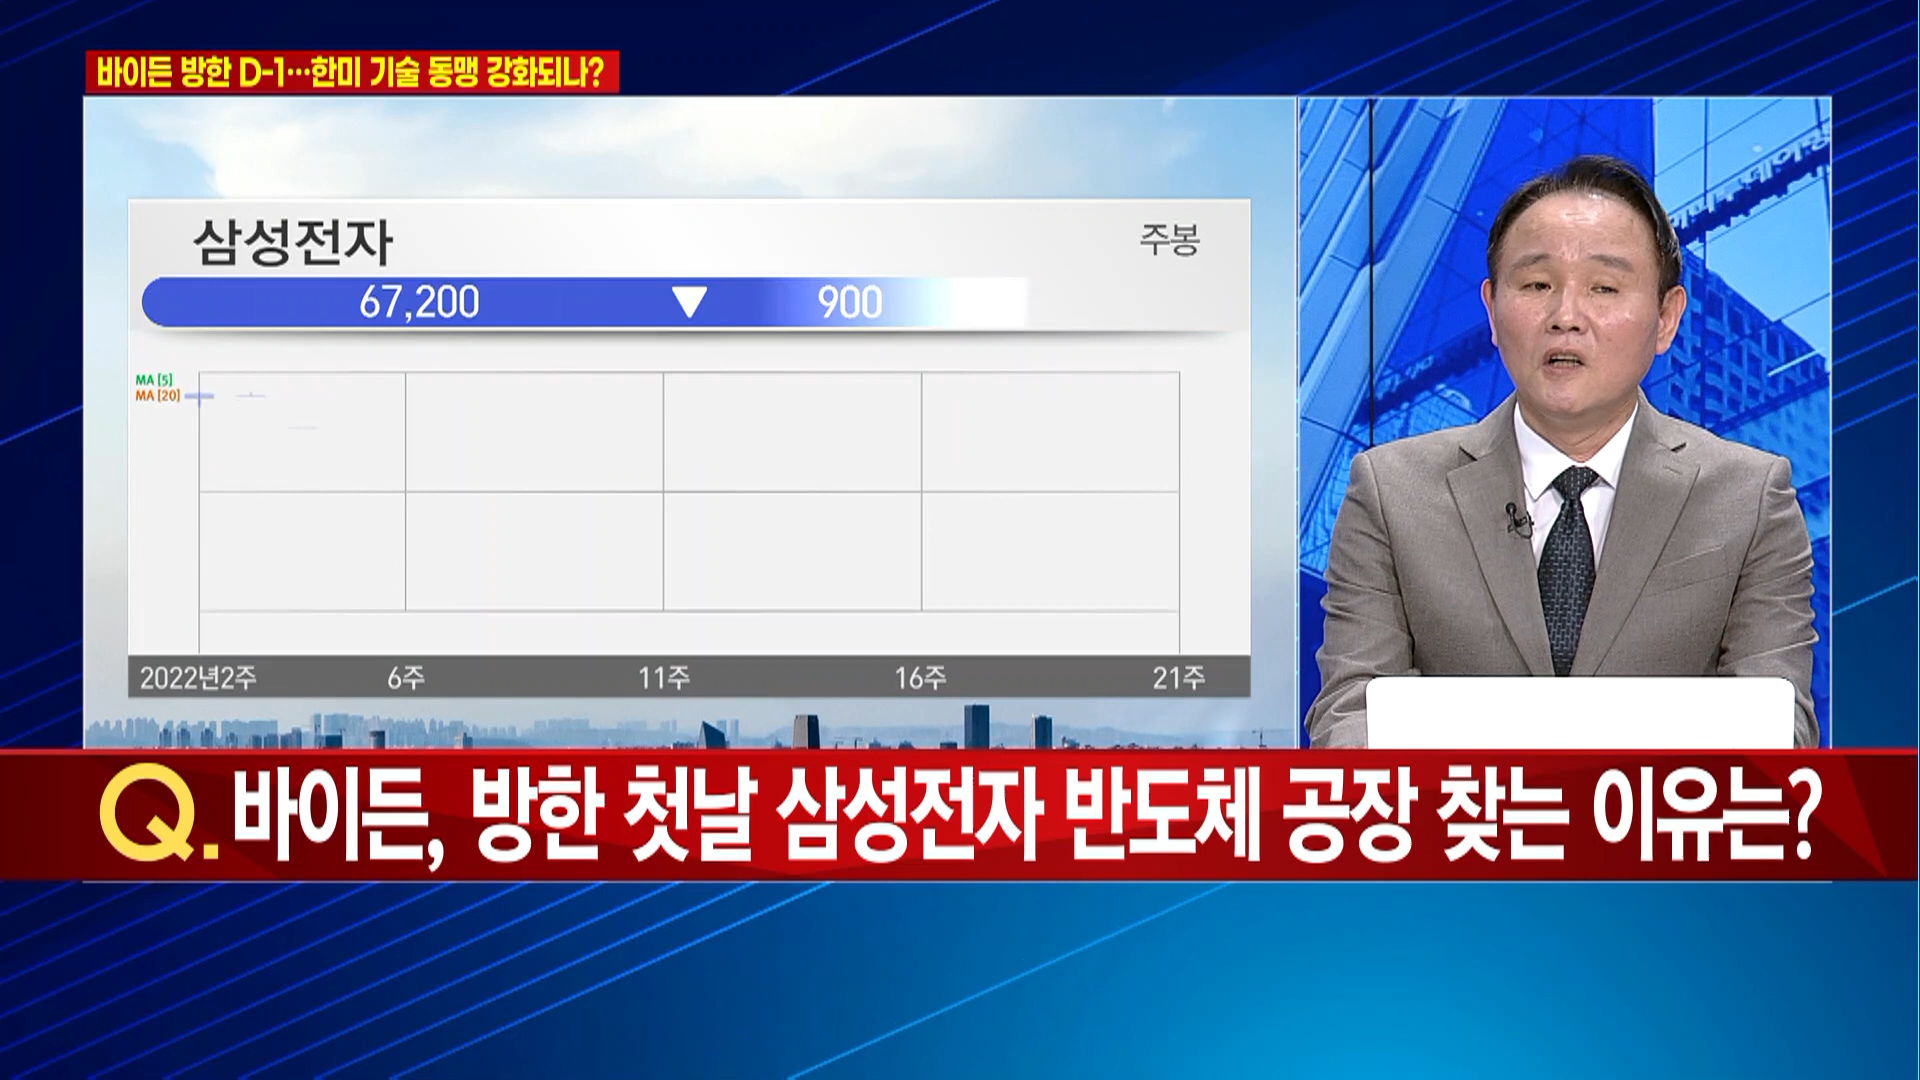 바이든 방한 D-1…한미 기술 동맹 강화되나?
삼성전자
주봉
67,200 ▼ 900
MA [5]
MA [20]
2022년2주 6주 11주 16주 21주
Q. 바이든, 방한 첫날 삼성전자 반도체 공장 찾는 이유는?